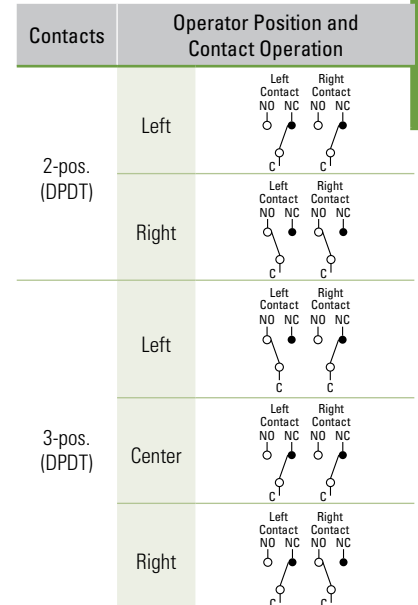 Contacts
Operator Position and
Contact Operation
2-pos.
(DPDT)
Left
Left Right
Contact Contact
NO NC NO NC
C C
Right
Left Right
Contact Contact
NO NC NO NC
C C
3-pos.
(DPDT)
Left
Left Right
Contact Contact
NO NC NO NC
C C
Center
Left Right
Contact Contact
NO NC NO NC
C C
Right
Left Right
Contact Contact
NO NC NO NC
C C